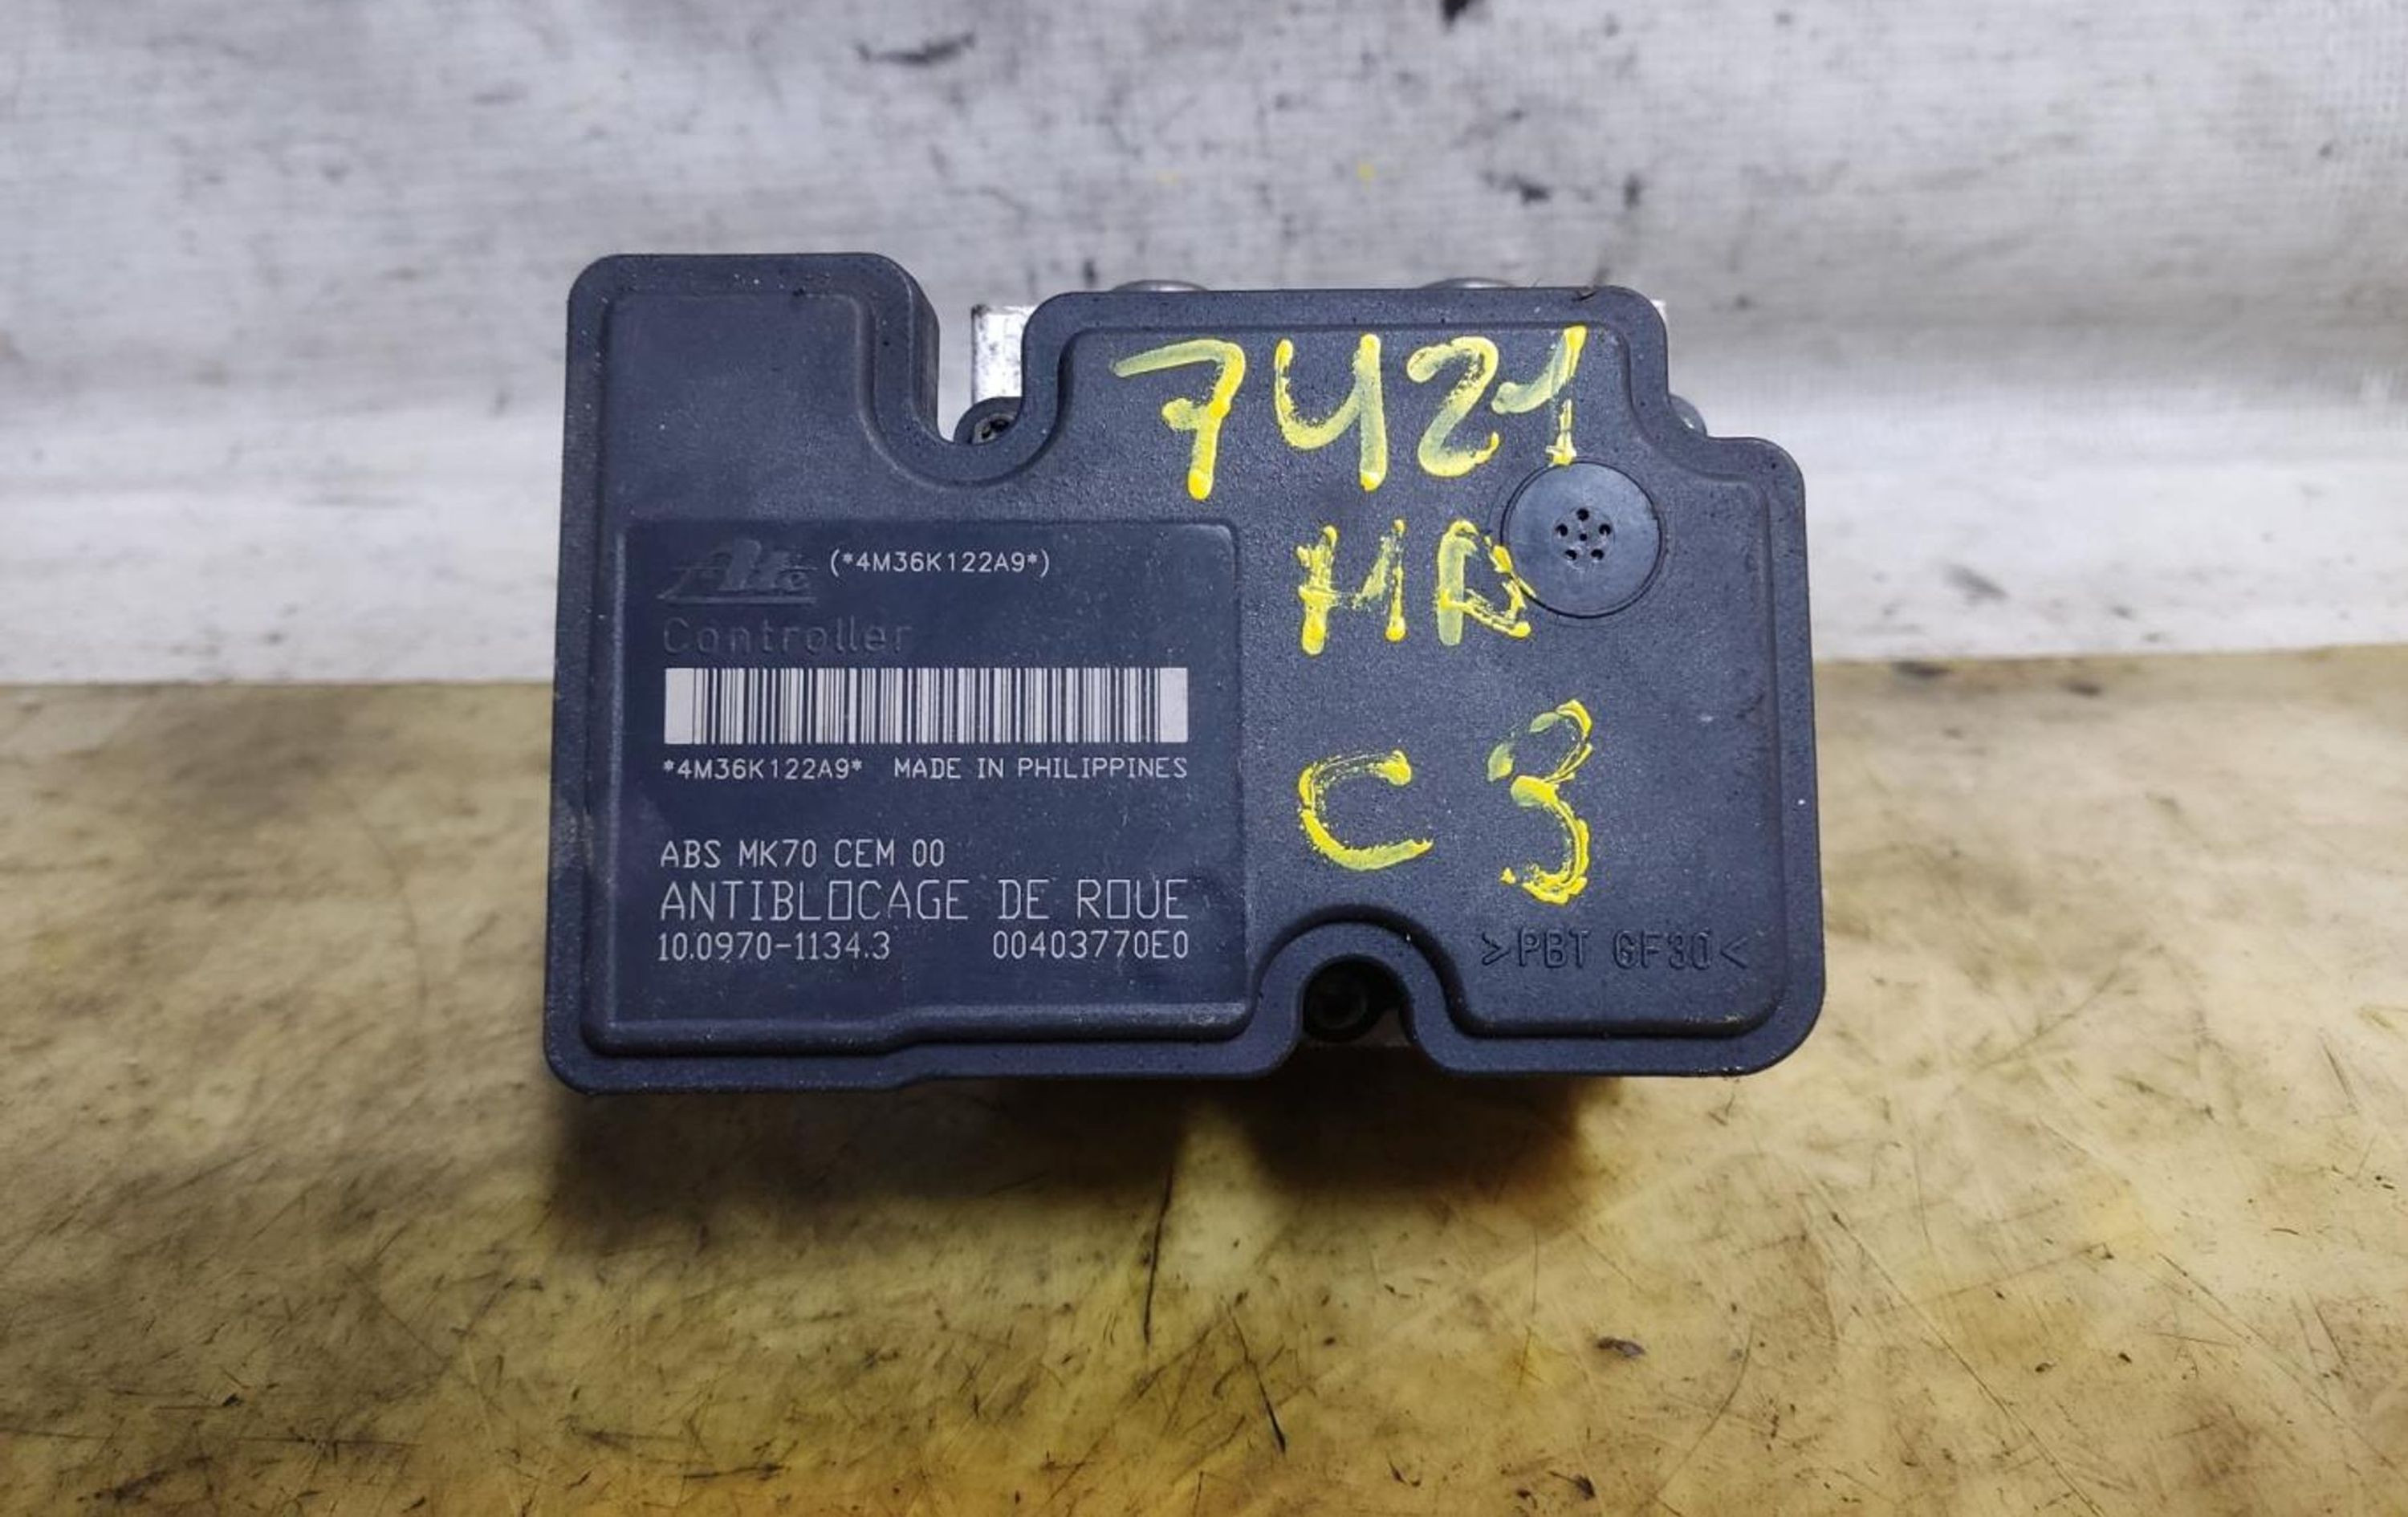 7421
HR
C3
Ate (*4M36K122A9*)
Controller
*4M36K122A9* MADE IN PHILIPPINES
ABS MK70 CEM 00
ANTIBLOCAGE DE ROUE
10.0970-1134.3 00403770E0
>PBT GF30<